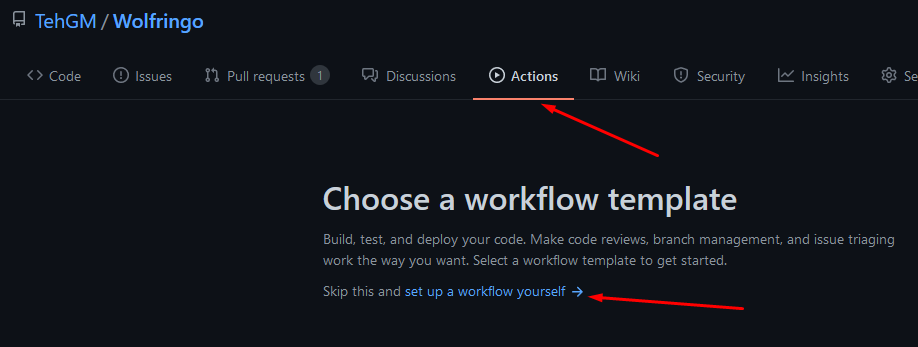 TehGM / Wolfringo
Code Issues Pull requests 1 Discussions Actions Wiki Security Insights Se
Choose a workflow template
Build, test, and deploy your code. Make code reviews, branch management, and issue triaging
work the way you want. Select a workflow template to get started.
Skip this and set up a workflow yourself →